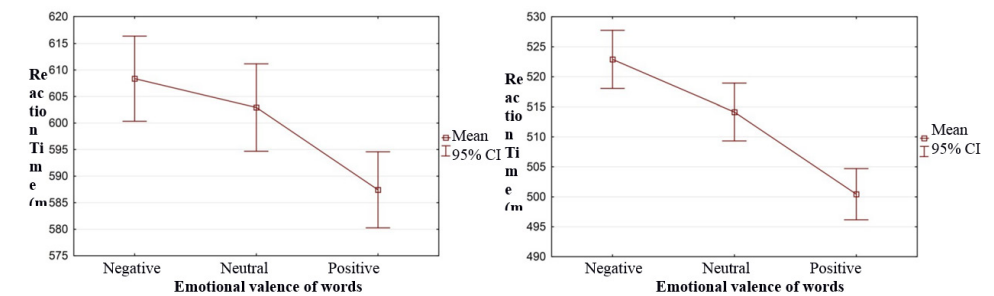 620
615
610
605
600
595
590
585
580
575
Re
ac
tio
n
Ti
m
e
(m
Mean
95% CI
Negative Neutral Positive
Emotional valence of words
530
525
520
515
510
505
500
495
490
Re
ac
tio
n
Ti
m
e
(m
Mean
95% CI
Negative Neutral Positive
Emotional valence of words